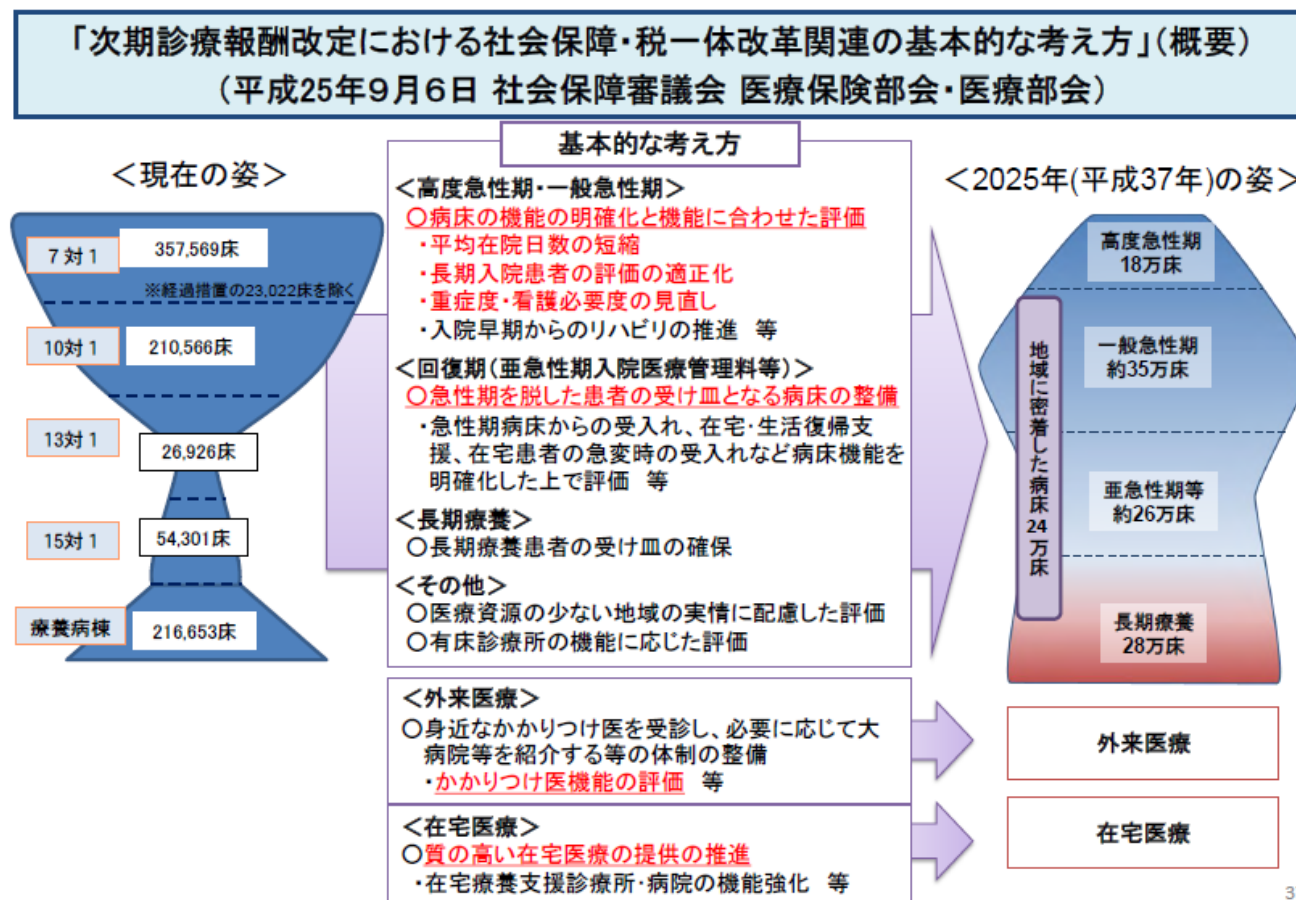 「次期診療報酬改定における社会保障・税一体改革関連の基本的な考え方」(概要)
(平成25年9月6日 社会保障審議会 医療保険部会・医療部会)
<現在の姿>
7対1
357,569床
※経過措置の23,022床を除く
10対1
210,566床
13対1
26,926床
15対1
54,301床
療養病棟
216,653床
基本的な考え方
<高度急性期・一般急性期>
○病床の機能の明確化と機能に合わせた評価
・平均在院日数の短縮
・長期入院患者の評価の適正化
・重症度・看護必要度の見直し
・入院早期からのリハビリの推進 等
<回復期(亜急性期入院医療管理料等)>
○急性期を脱した患者の受け皿となる病床の整備
・急性期病床からの受入れ、在宅・生活復帰支
援、在宅患者の急変時の受入れなど病床機能を
明確化した上で評価 等
<長期療養>
○長期療養患者の受け皿の確保
<その他>
○医療資源の少ない地域の実情に配慮した評価
○有床診療所の機能に応じた評価
<外来医療>
○身近なかかりつけ医を受診し、必要に応じて大
病院等を紹介する等の体制の整備
・かかりつけ医機能の評価 等
<在宅医療>
○質の高い在宅医療の提供の推進
・在宅療養支援診療所・病院の機能強化 等
<2025年(平成37年)の姿>
高度急性期
18万床
一般急性期
約35万床
亜急性期等
約26万床
長期療養
28万床
地域に密着した病床24万床
外来医療
在宅医療
3